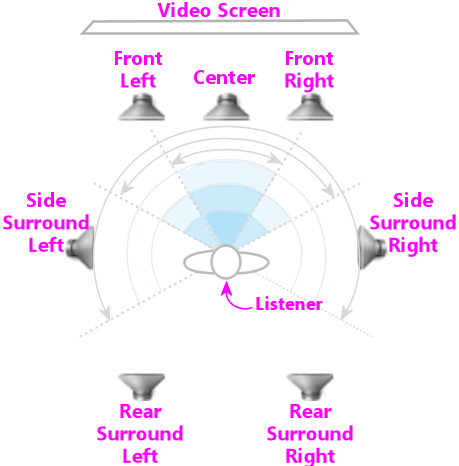 Video Screen
Front
Left
Center
Front
Right
Side
Surround
Left
Side
Surround
Right
Listener
Rear
Surround
Left
Rear
Surround
Right